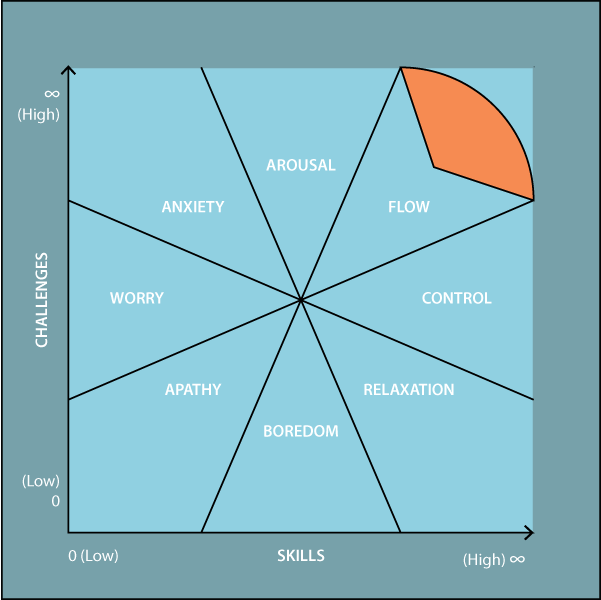 ∞
(High)
AROUSAL
ANXIETY
FLOW
CHALLENGES
WORRY
CONTROL
APATHY
RELAXATION
BOREDOM
(Low)
0
0 (Low)
SKILLS
(High) ∞